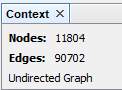 Context ×
Nodes: 11804
Edges: 90702
Undirected Graph